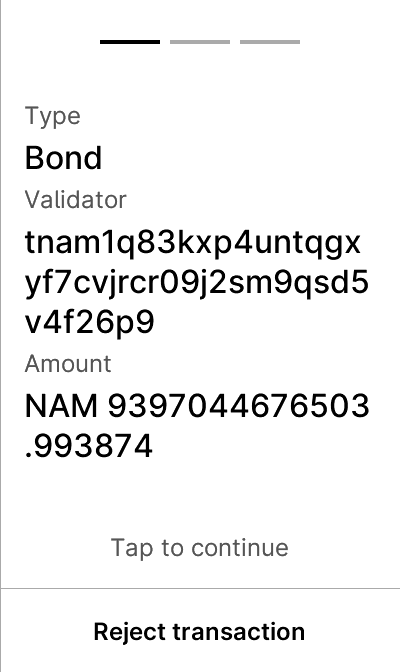 Type
Bond
Validator
tnam1q83kxp4untqgx
yf7cvjrcr09j2sm9qsd5
v4f26p9
Amount
NAM 9397044676503
.993874
Tap to continue
Reject transaction